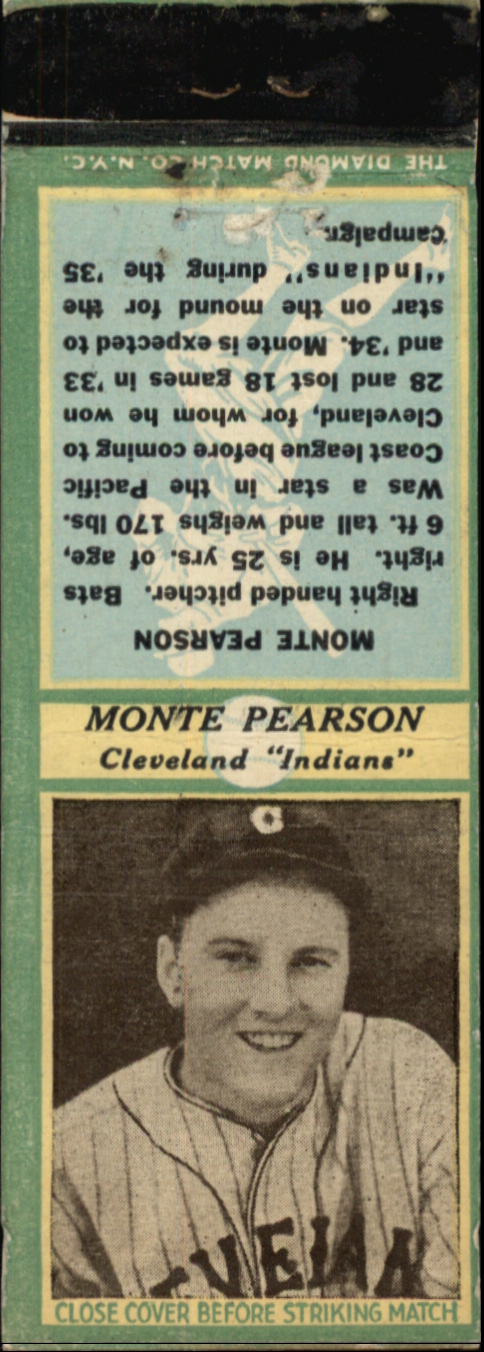 THE DIAMOND MATCH CO. N.Y.C.
MONTE PEARSON
Right handed pitcher. Bats
right. He is 25 yrs. of age,
6 ft. tall and weighs 170 lbs.
Was a star in the Pacific
Coast league before coming to
Cleveland, for whom he won
28 and lost 18 games in '33
and '34. Monte is expected to
star on the mound for the
"Indians" during the '35
Campaign.
MONTE PEARSON
Cleveland "Indians"
C
CLOSE COVER BEFORE STRIKING MATCH